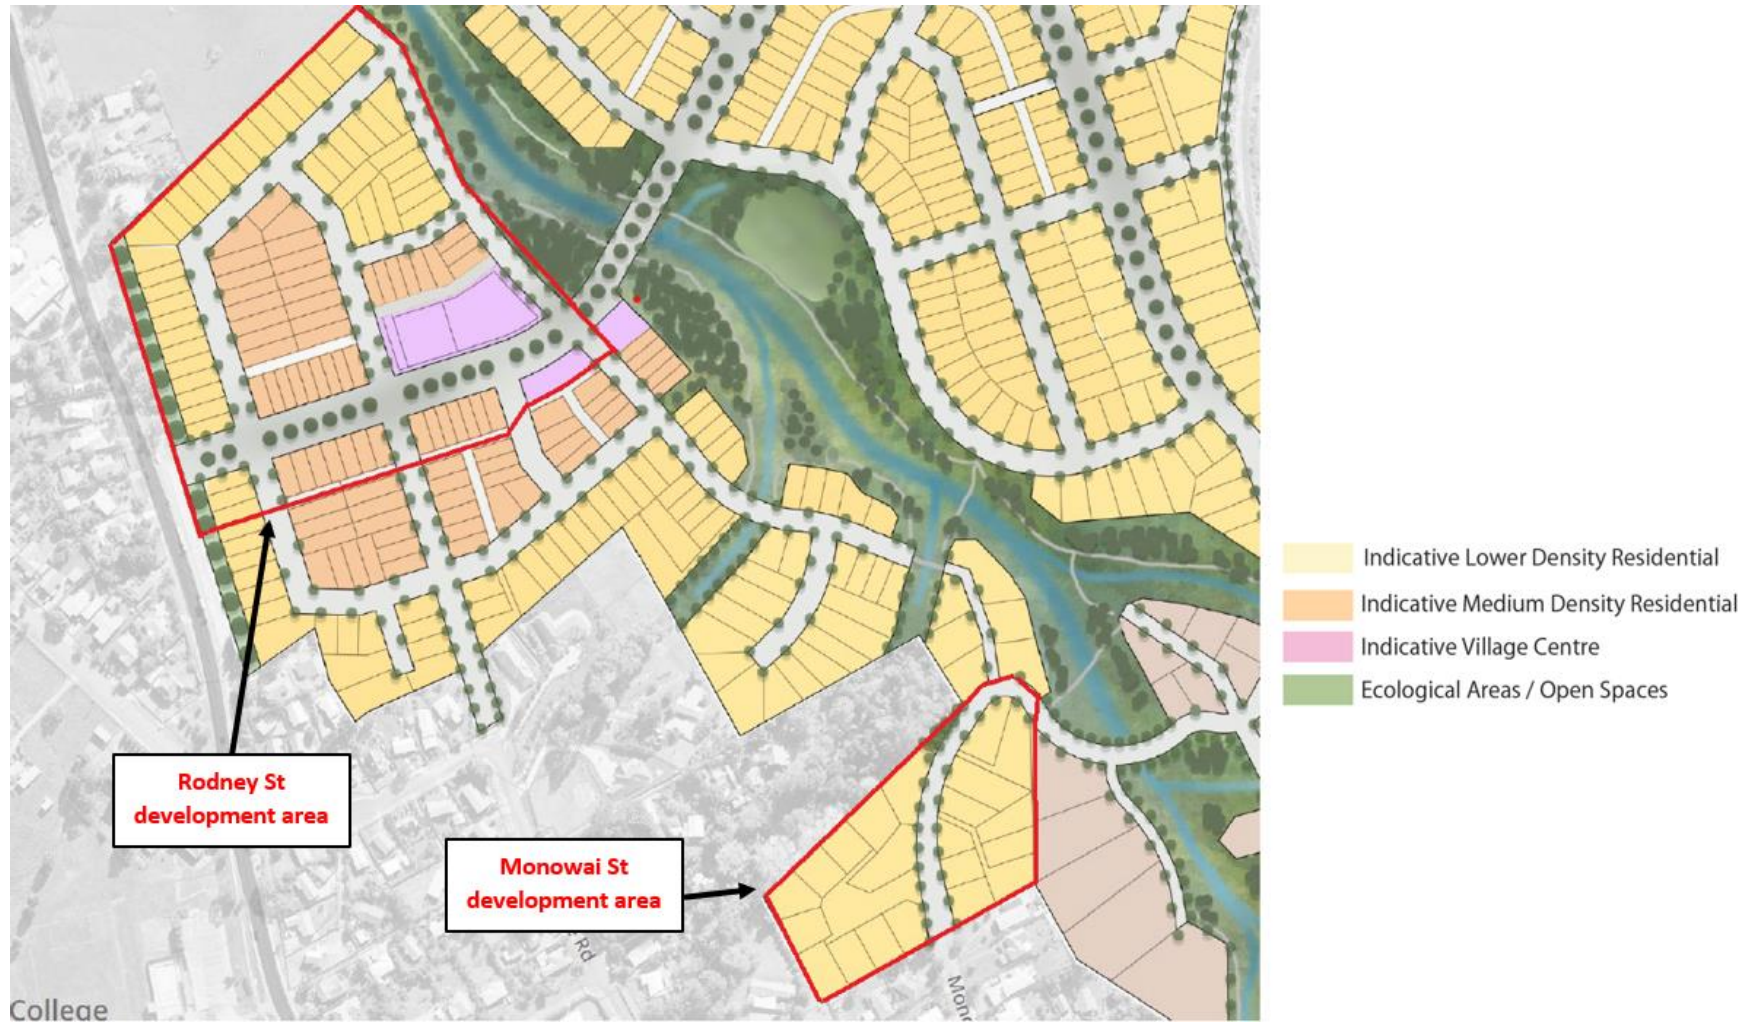 Indicative Lower Density Residential
Indicative Medium Density Residential
Indicative Village Centre
Ecological Areas / Open Spaces
Rodney St
development area
Monowai St
development area
Rd
College